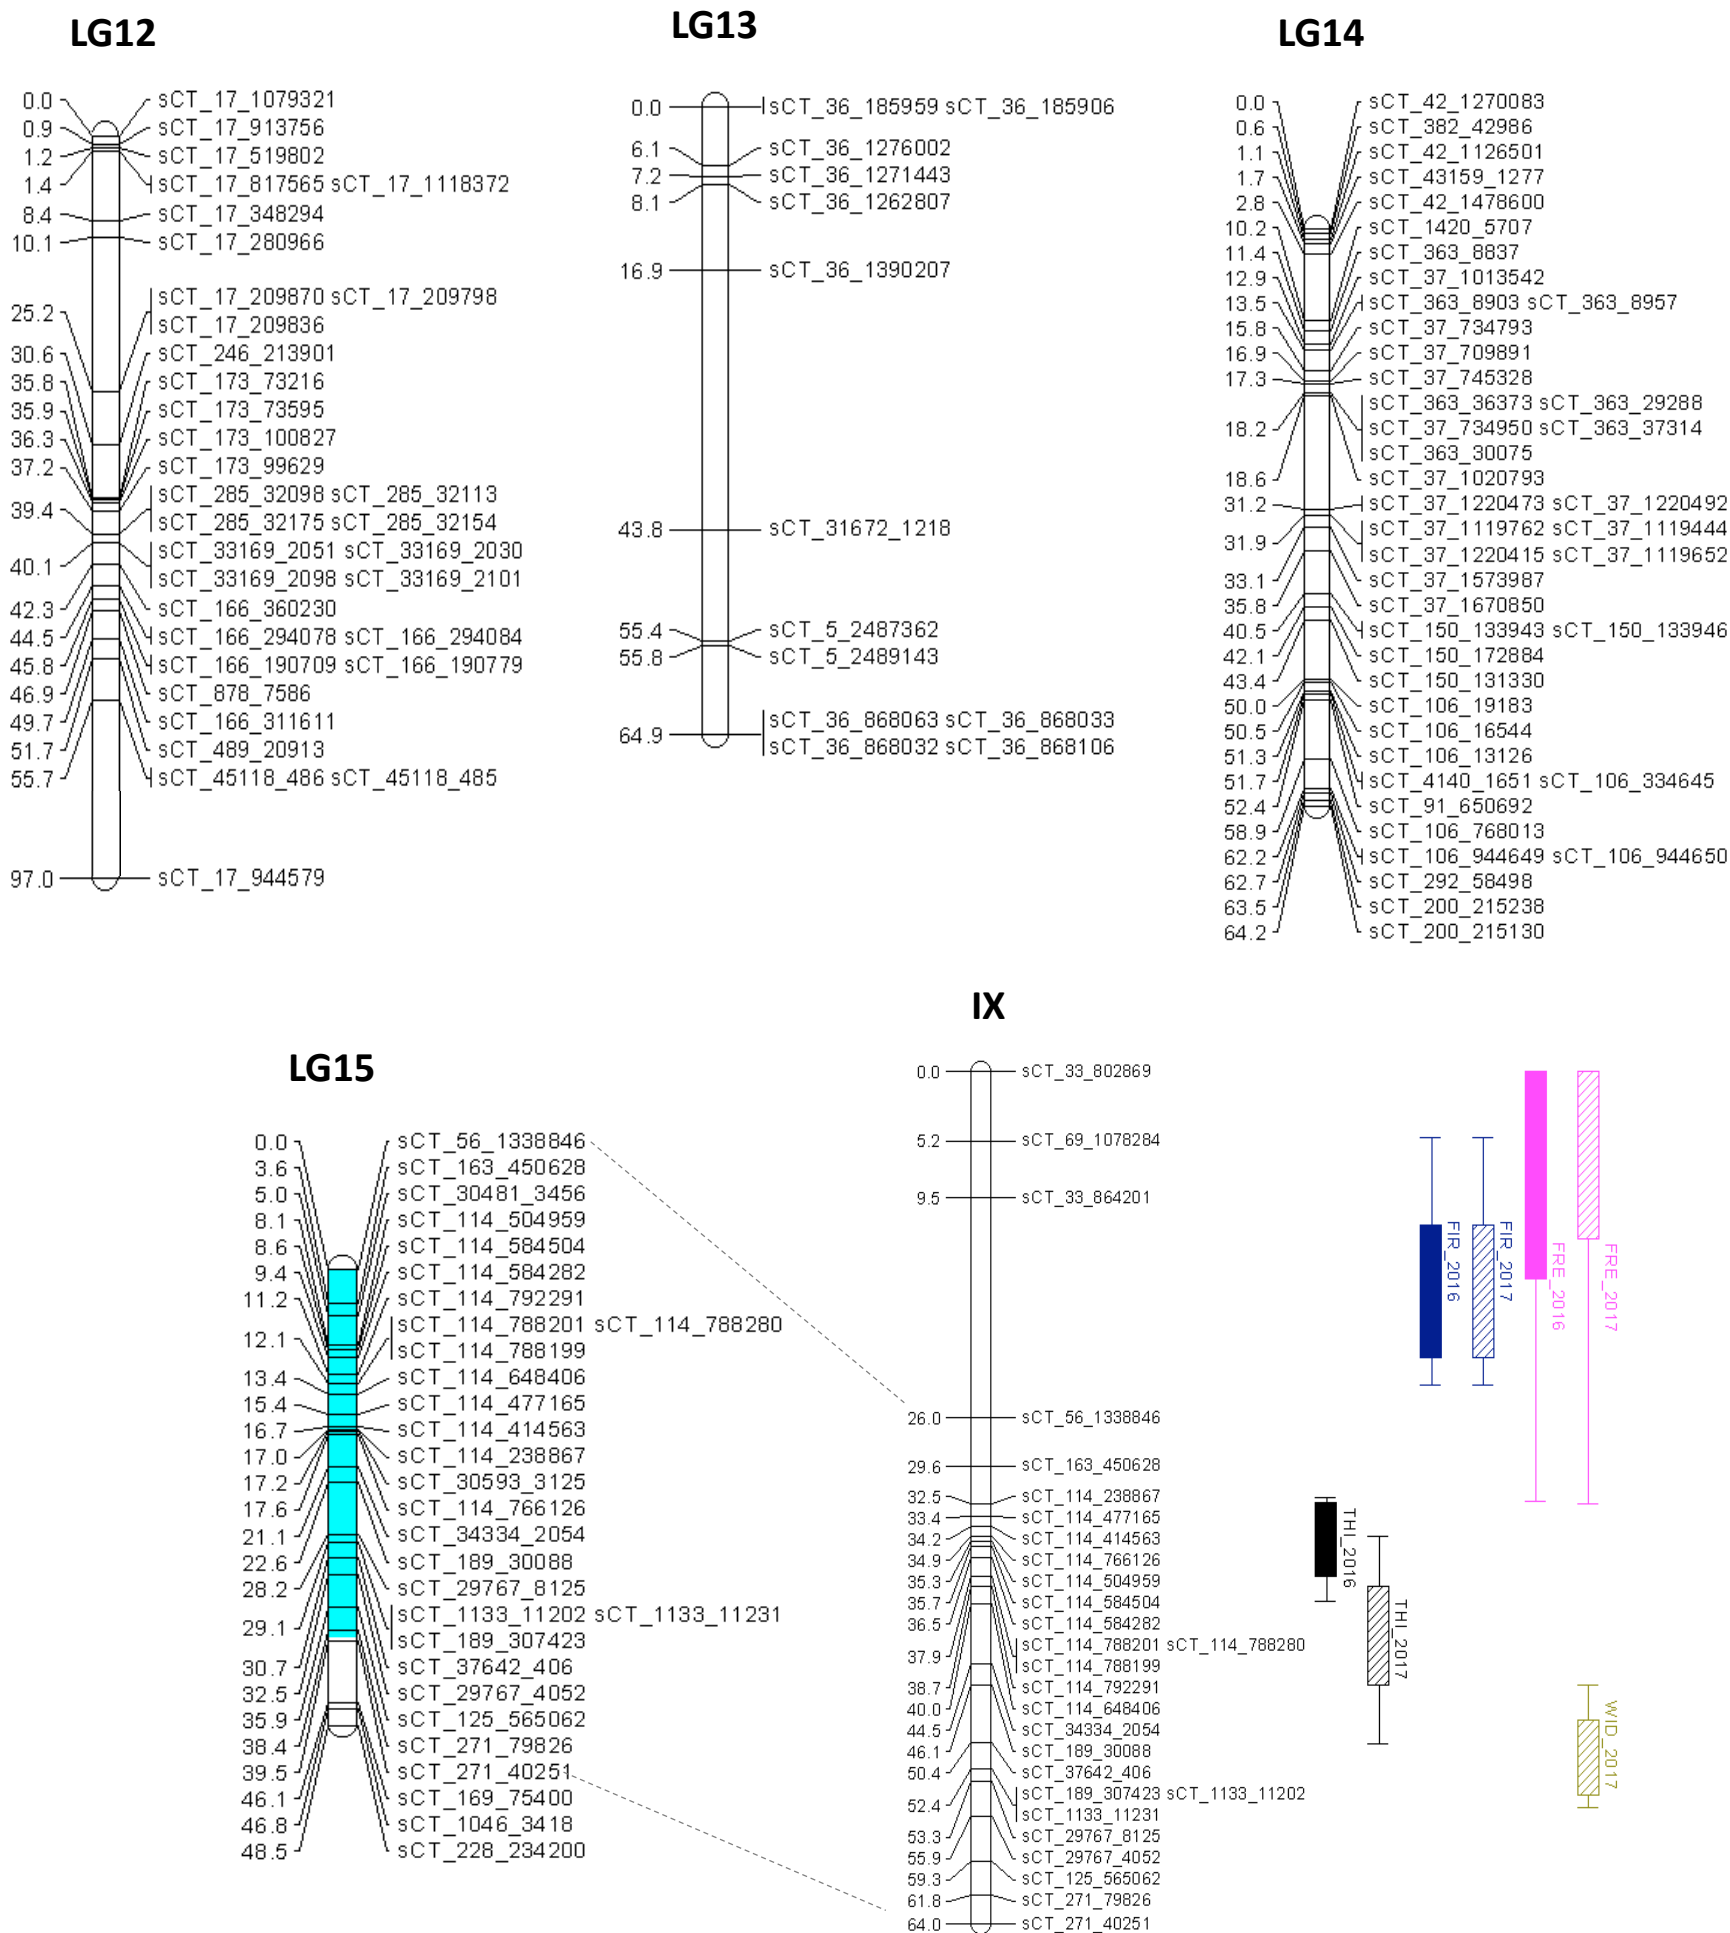 LG12
0.0 sCT_17_1079321
0.9 sCT_17_913756
1.2 sCT_17_519802
1.4 sCT_17_817565 sCT_17_1118372
8.4 sCT_17_348294
10.1 sCT_17_280966
25.2 sCT_17_209870 sCT_17_209798
sCT_17_209836
30.6 sCT_246_213901
35.8 sCT_173_73216
35.9 sCT_173_73595
36.3 sCT_173_100827
37.2 sCT_173_99629
39.4 sCT_285_32098 sCT_285_32113
sCT_285_32175 sCT_285_32154
40.1 sCT_33169_2051 sCT_33169_2030
sCT_33169_2098 sCT_33169_2101
42.3 sCT_166_360230
44.5 sCT_166_294078 sCT_166_294084
45.8 sCT_166_190709 sCT_166_190779
46.9 sCT_878_7586
49.7 sCT_166_311611
51.7 sCT_489_20913
55.7 sCT_45118_486 sCT_45118_485
97.0 sCT_17_944579
LG13
0.0 sCT_36_185959 sCT_36_185906
6.1 sCT_36_1276002
7.2 sCT_36_1271443
8.1 sCT_36_1262807
16.9 sCT_36_1390207
43.8 sCT_31672_1218
55.4 sCT_5_2487362
55.8 sCT_5_2489143
64.9 sCT_36_868063 sCT_36_868033
sCT_36_868032 sCT_36_868106
LG14
0.0 sCT_42_1270083
0.6 sCT_382_42986
1.1 sCT_42_1126501
1.7 sCT_43159_1277
2.8 sCT_42_1478600
10.2 sCT_1420_5707
11.4 sCT_363_8837
12.9 sCT_37_1013542
13.5 sCT_363_8903 sCT_363_8957
15.8 sCT_37_734793
16.9 sCT_37_709891
17.3 sCT_37_745328
sCT_363_36373 sCT_363_29288
18.2 sCT_37_734950 sCT_363_37314
sCT_363_30075
18.6 sCT_37_1020793
31.2 sCT_37_1220473 sCT_37_1220492
31.9 sCT_37_1119762 sCT_37_1119444
sCT_37_1220415 sCT_37_1119652
33.1 sCT_37_1573987
35.8 sCT_37_1670850
40.5 sCT_150_133943 sCT_150_133946
42.1 sCT_150_172884
43.4 sCT_150_131330
50.0 sCT_106_19183
50.5 sCT_106_16544
51.3 sCT_106_13126
51.7 sCT_4140_1651 sCT_106_334645
52.4 sCT_91_650692
58.9 sCT_106_768013
62.2 sCT_106_944649 sCT_106_944650
62.7 sCT_292_58498
63.5 sCT_200_215238
64.2 sCT_200_215130
LG15
0.0 sCT_56_1338846
3.6 sCT_163_450628
5.0 sCT_30481_3456
8.1 sCT_114_504959
8.6 sCT_114_584504
9.4 sCT_114_584282
11.2 sCT_114_792291
12.1 sCT_114_788201 sCT_114_788280
sCT_114_788199
13.4 sCT_114_648406
15.4 sCT_114_477165
16.7 sCT_114_414563
17.0 sCT_114_238867
17.2 sCT_30593_3125
17.6 sCT_114_766126
21.1 sCT_34334_2054
22.6 sCT_189_30088
28.2 sCT_29767_8125
29.1 sCT_1133_11202 sCT_1133_11231
sCT_189_307423
30.7 sCT_37642_406
32.5 sCT_29767_4052
35.9 sCT_125_565062
38.4 sCT_271_79826
39.5 sCT_271_40251
46.1 sCT_169_75400
46.8 sCT_1046_3418
48.5 sCT_228_234200
IX
0.0 sCT_33_802869
5.2 sCT_69_1078284
9.5 sCT_33_864201
26.0 sCT_56_1338846
29.6 sCT_163_450628
32.5 sCT_114_238867
33.4 sCT_114_477165
34.2 sCT_114_414563
34.9 sCT_114_766126
35.3 sCT_114_504959
35.7 sCT_114_584504
36.5 sCT_114_584282
37.9 sCT_114_788201 sCT_114_788280
sCT_114_788199
38.7 sCT_114_792291
40.0 sCT_114_648406
44.5 sCT_34334_2054
46.1 sCT_189_30088
50.4 sCT_37642_406
52.4 sCT_189_307423 sCT_1133_11202
sCT_1133_11231
53.3 sCT_29767_8125
55.9 sCT_29767_4052
59.3 sCT_125_565062
61.8 sCT_271_79826
64.0 sCT_271_40251
THI_2016
THI_2017
FIR_2016
FIR_2017
FRE_2016
FRE_2017
WID_2017